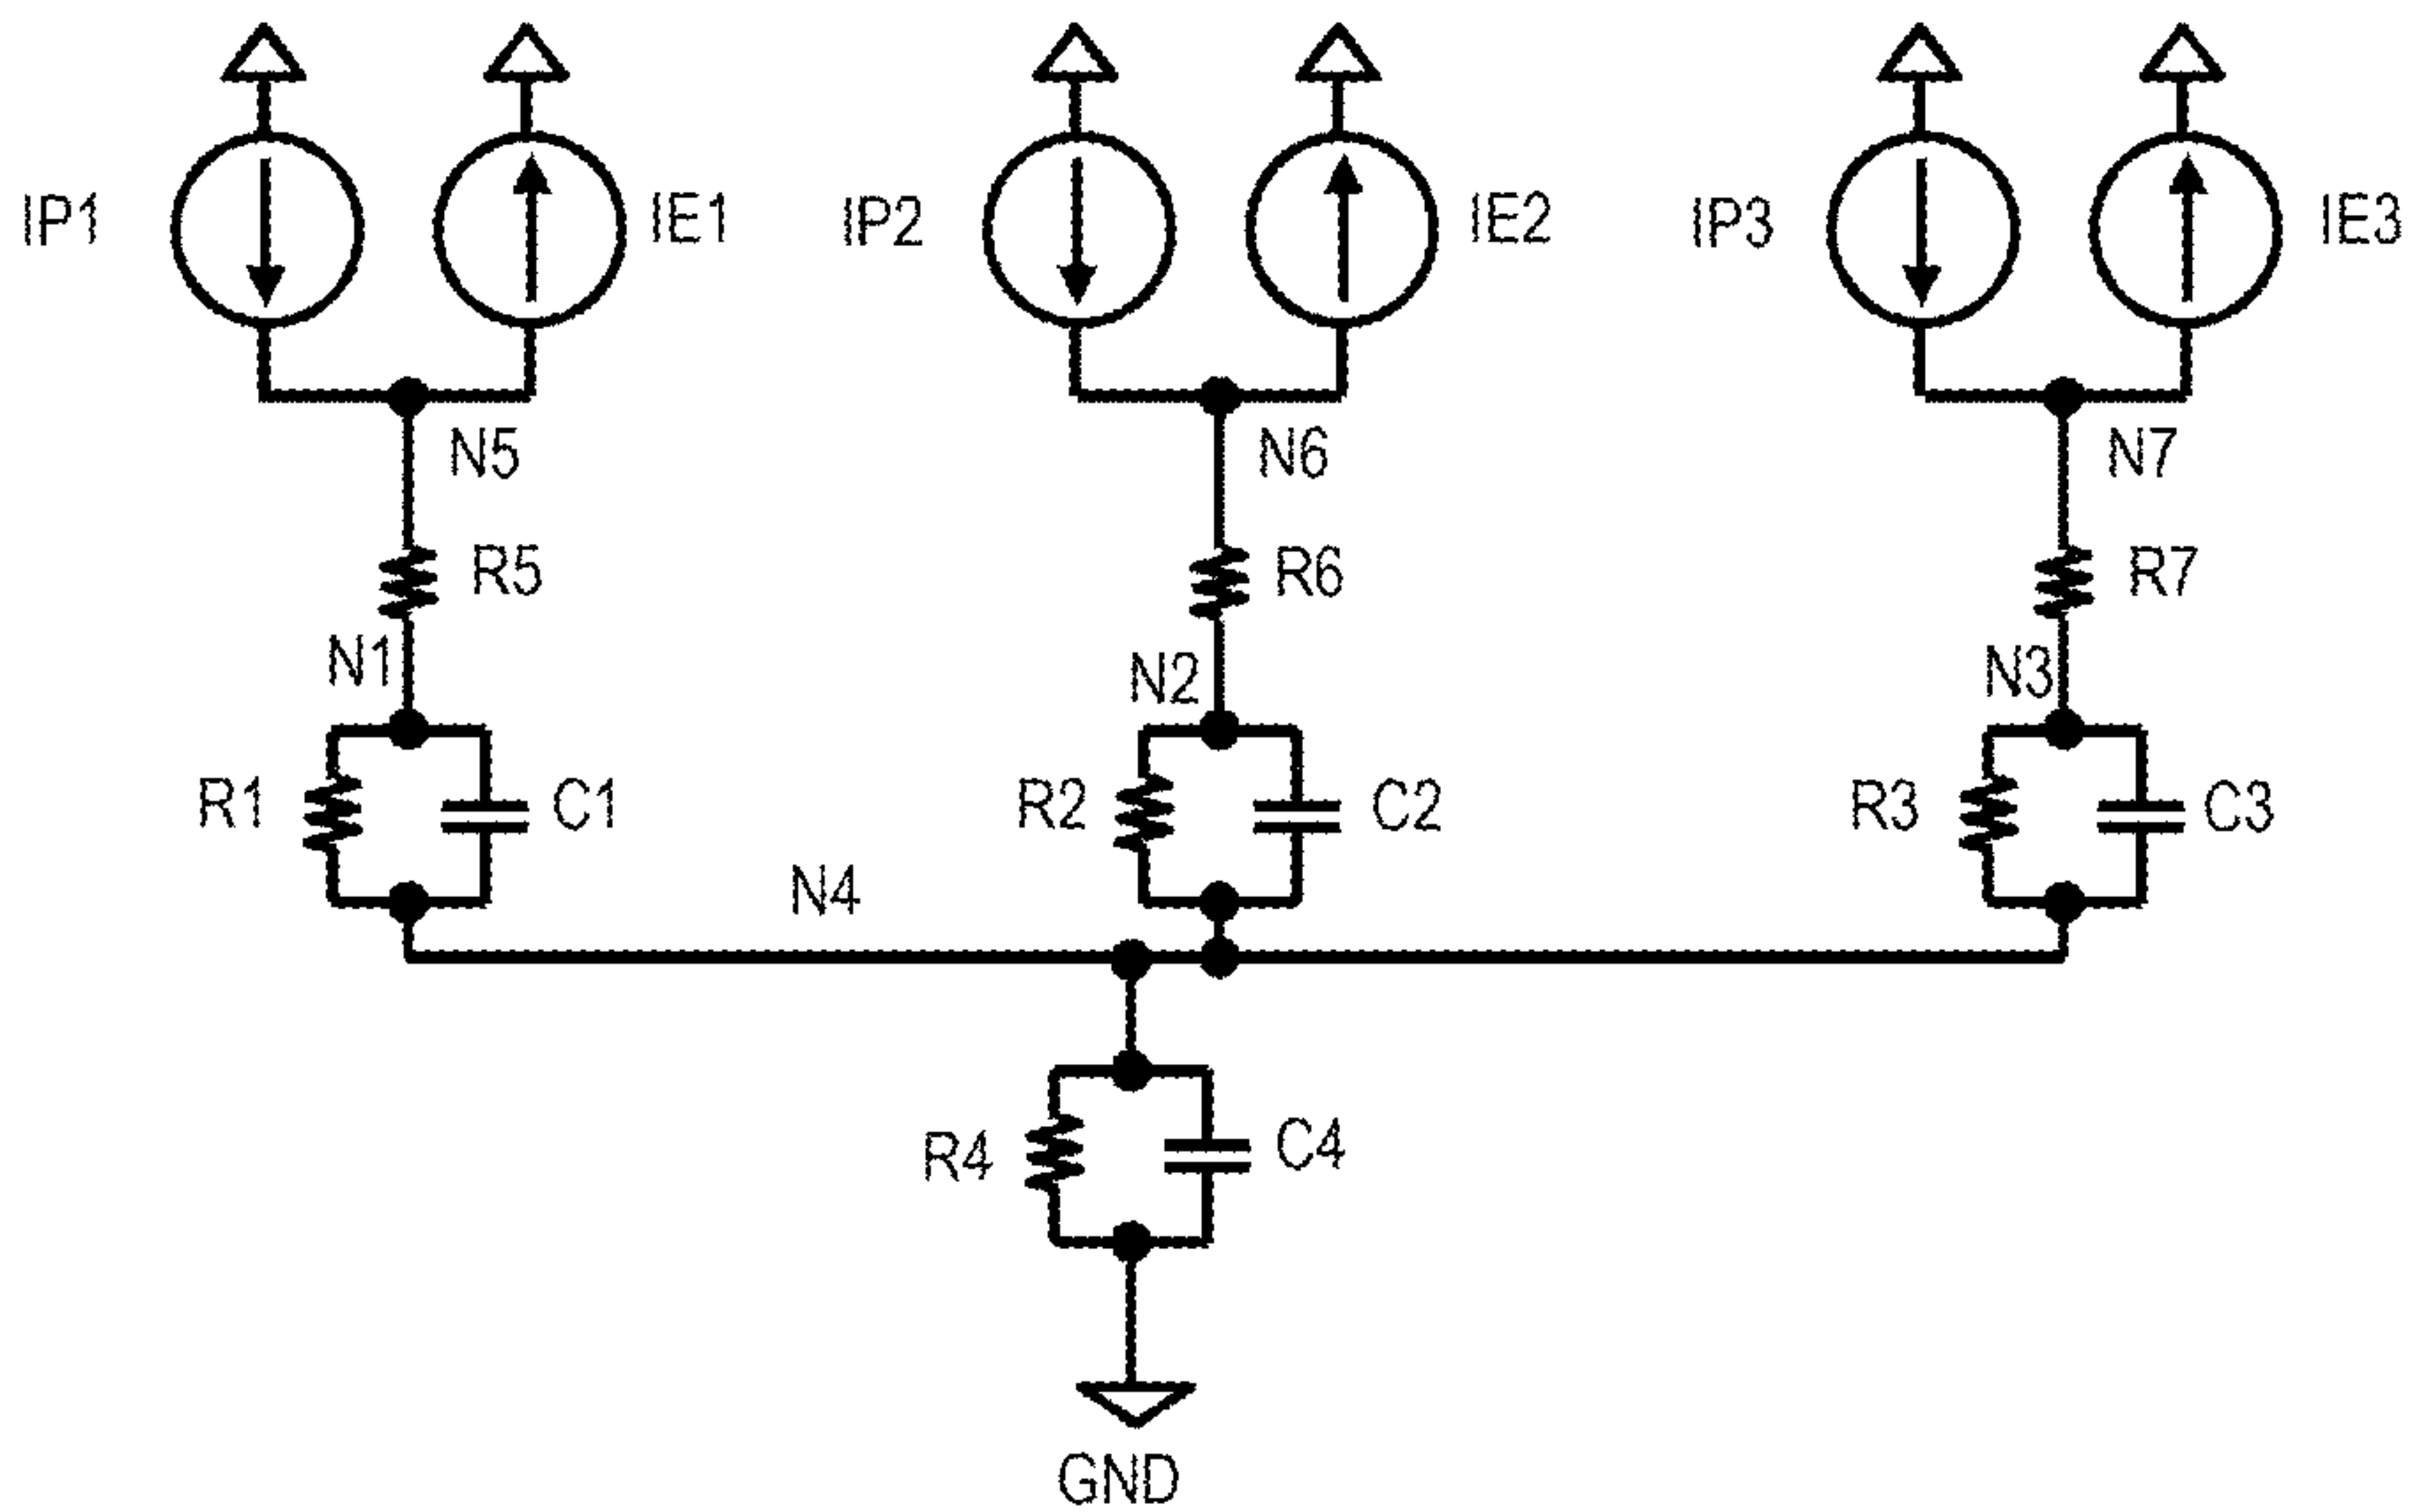 IP1
IE1
IP2
IE2
IP3
IE3
N5
N6
N7
R5
R6
R7
N1
N2
N3
R1
C1
R2
C2
R3
C3
N4
R4
C4
GND